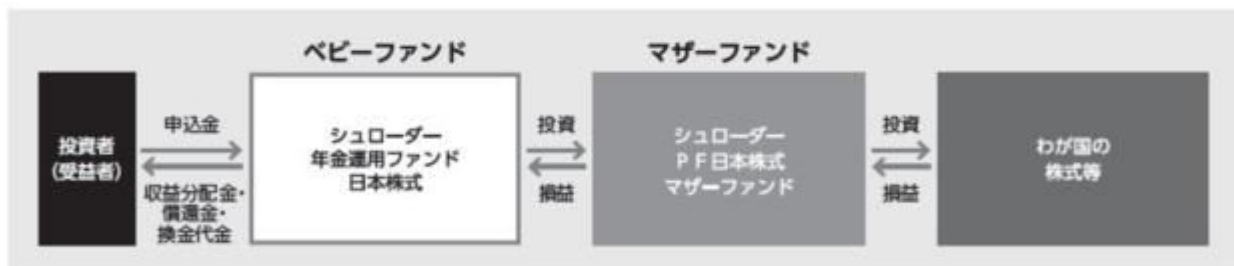 ベビーファンド
マザーファンド
投資者
(受益者)
申込金
収益分配金・
償還金・
換金代金
シュローダー
年金運用ファンド
日本株式
投資
損益
シュローダー
ＰＦ日本株式
マザーファンド
投資
損益
わが国の
株式等